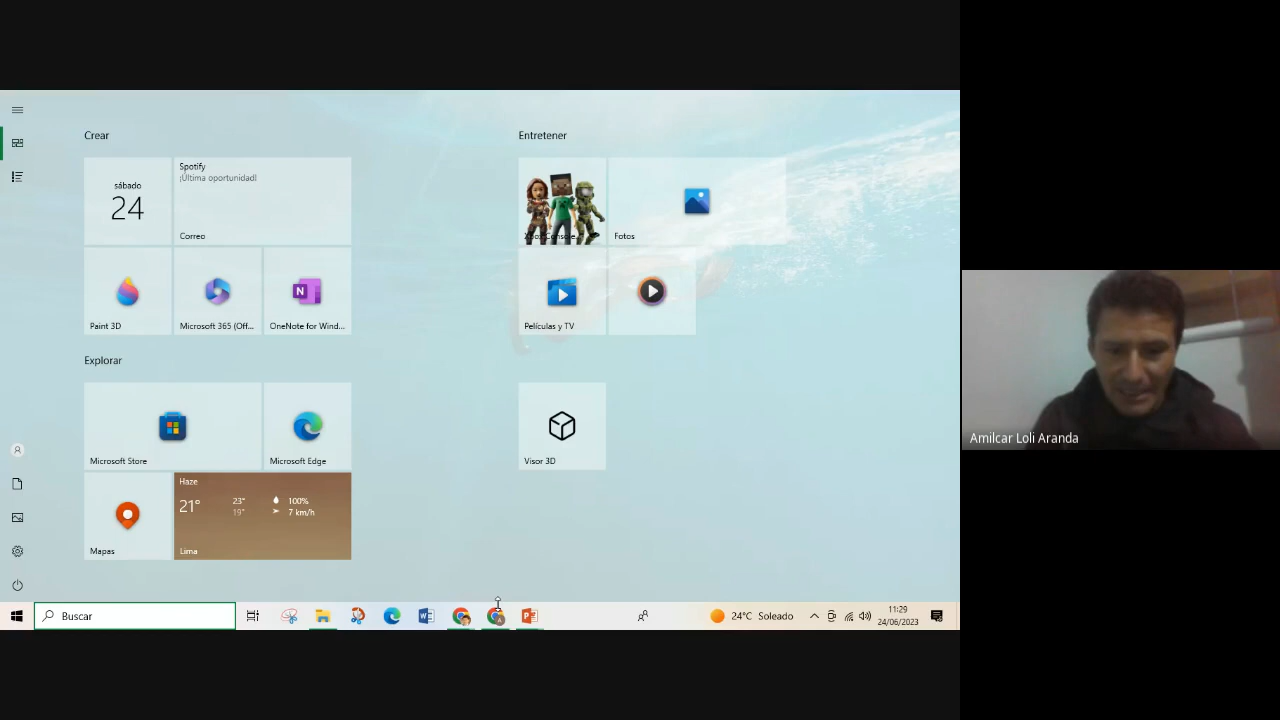 Crear
Entretener
sábado
24
Spotify
¡Última oportunidad!
Correo
Xbox Console...
Fotos
Paint 3D
Microsoft 365 (Off...
OneNote for Wind...
Películas y TV
Explorar
Microsoft Store
Microsoft Edge
Visor 3D
Mapas
Haze
21°
23°
19°
100%
7 km/h
Lima
Buscar
24°C Soleado
11:29
24/06/2023
Amilcar Loli Aranda